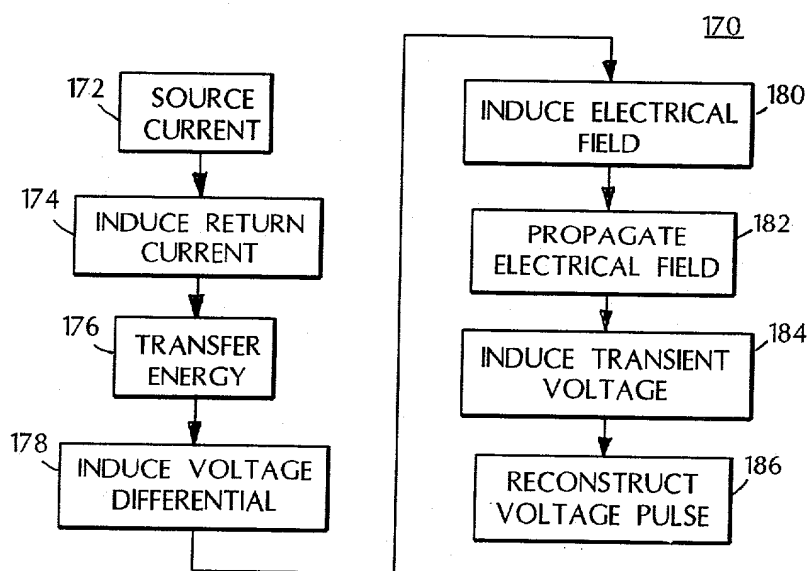 170
172
SOURCE
CURRENT
174
INDUCE RETURN
CURRENT
176
TRANSFER
ENERGY
178
INDUCE VOLTAGE
DIFFERENTIAL
180
INDUCE ELECTRICAL
FIELD
182
PROPAGATE
ELECTRICAL FIELD
184
INDUCE TRANSIENT
VOLTAGE
186
RECONSTRUCT
VOLTAGE PULSE